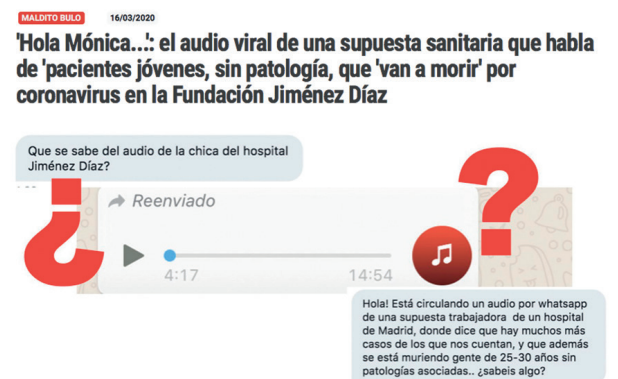 MALDITO BULO 16/03/2020
'Hola Mónica...': el audio viral de una supuesta sanitaria que habla
de 'pacientes jóvenes, sin patología, que 'van a morir' por
coronavirus en la Fundación Jiménez Díaz
Que se sabe del audio de la chica del hospital
Jiménez Díaz?
¿ ?
Reenviado
4:17 14:54
Hola! Está circulando un audio por whatsapp
de una supuesta trabajadora de un hospital
de Madrid, donde dice que hay muchos más
casos de los que nos cuentan, y que además
se está muriendo gente de 25-30 años sin
patologías asociadas.. ¿sabeis algo?